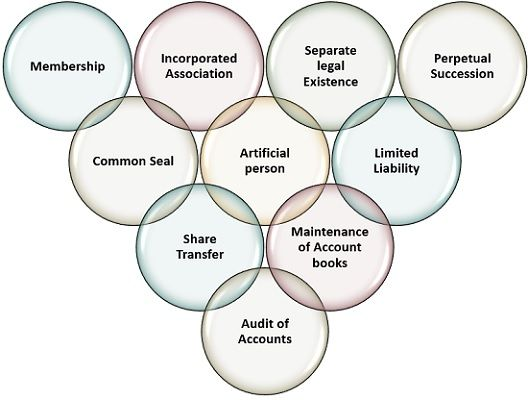 Membership
Incorporated
Association
Separate
legal
Existence
Perpetual
Succession
Common Seal
Artificial
person
Limited
Liability
Share
Transfer
Maintenance
of Account
books
Audit of
Accounts